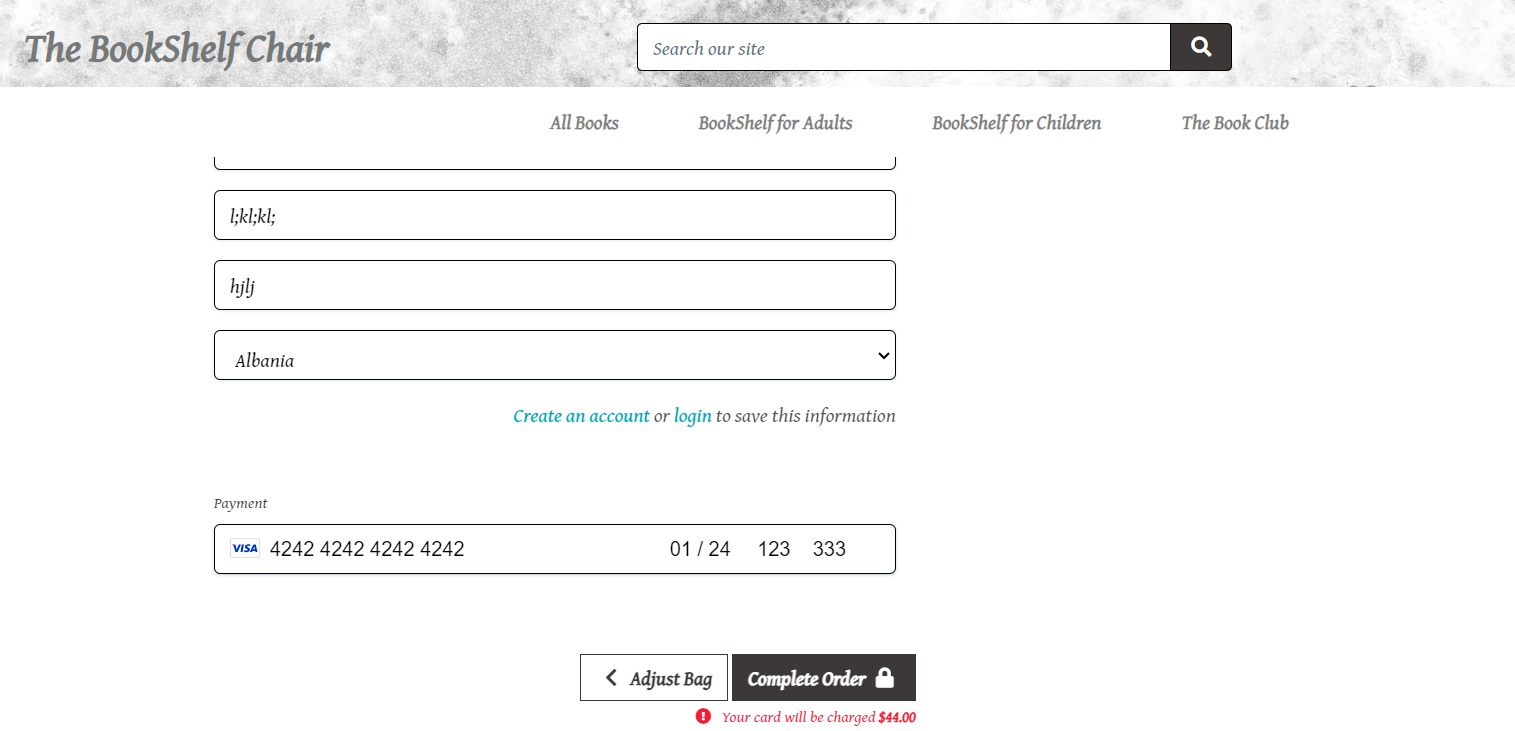 The BookShelf Chair
Search our site
All Books BookShelf for Adults BookShelf for Children The Book Club
l;kl;kl;
hjlj
Albania
Create an account or login to save this information
Payment
VISA 4242 4242 4242 4242 01 / 24 123 333
Adjust Bag Complete Order
Your card will be charged $44.00